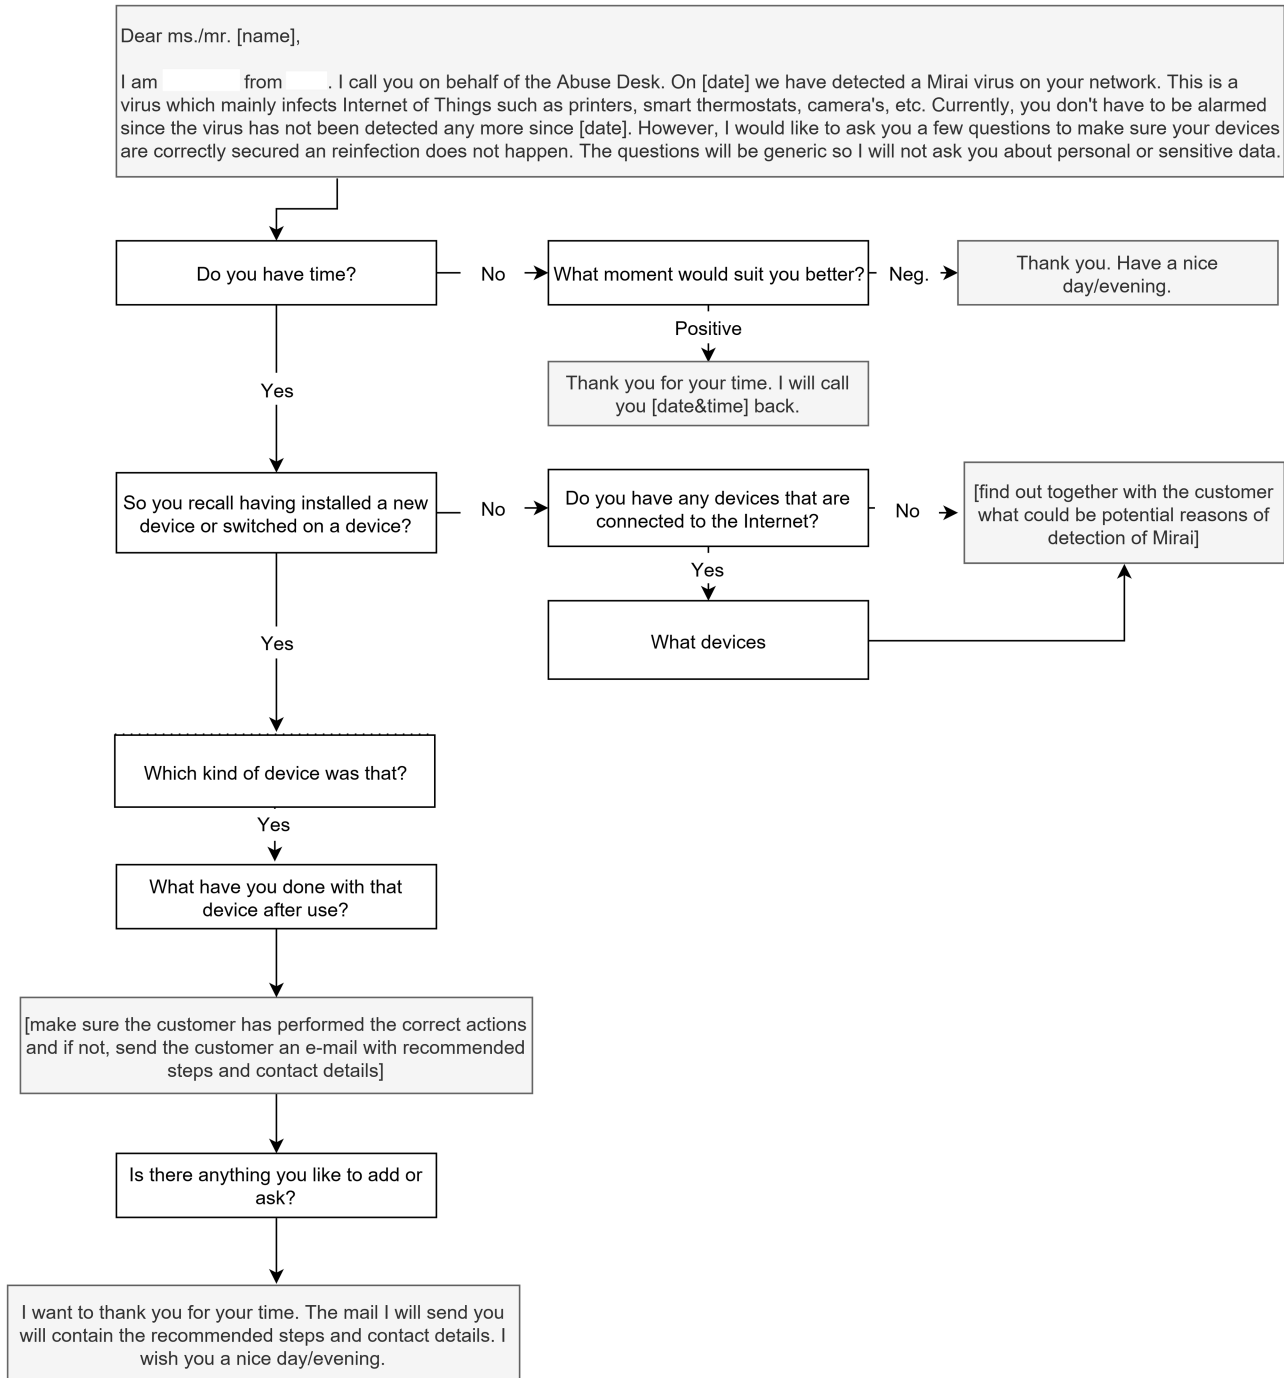 Dear ms./mr. [name],
I am from . I call you on behalf of the Abuse Desk. On [date] we have detected a Mirai virus on your network. This is a
virus which mainly infects Internet of Things such as printers, smart thermostats, camera's, etc. Currently, you don't have to be alarmed
since the virus has not been detected any more since [date]. However, I would like to ask you a few questions to make sure your devices
are correctly secured an reinfection does not happen. The questions will be generic so I will not ask you about personal or sensitive data.
Do you have time?
No
What moment would suit you better?
Neg.
Thank you. Have a nice
day/evening.
Positive
Thank you for your time. I will call
you [date&time] back.
Yes
So you recall having installed a new
device or switched on a device?
No
Do you have any devices that are
connected to the Internet?
No
[find out together with the customer
what could be potential reasons of
detection of Mirai]
Yes
What devices
Yes
Which kind of device was that?
Yes
What have you done with that
device after use?
[make sure the customer has performed the correct actions
and if not, send the customer an e-mail with recommended
steps and contact details]
Is there anything you like to add or
ask?
I want to thank you for your time. The mail I will send you
will contain the recommended steps and contact details. I
wish you a nice day/evening.